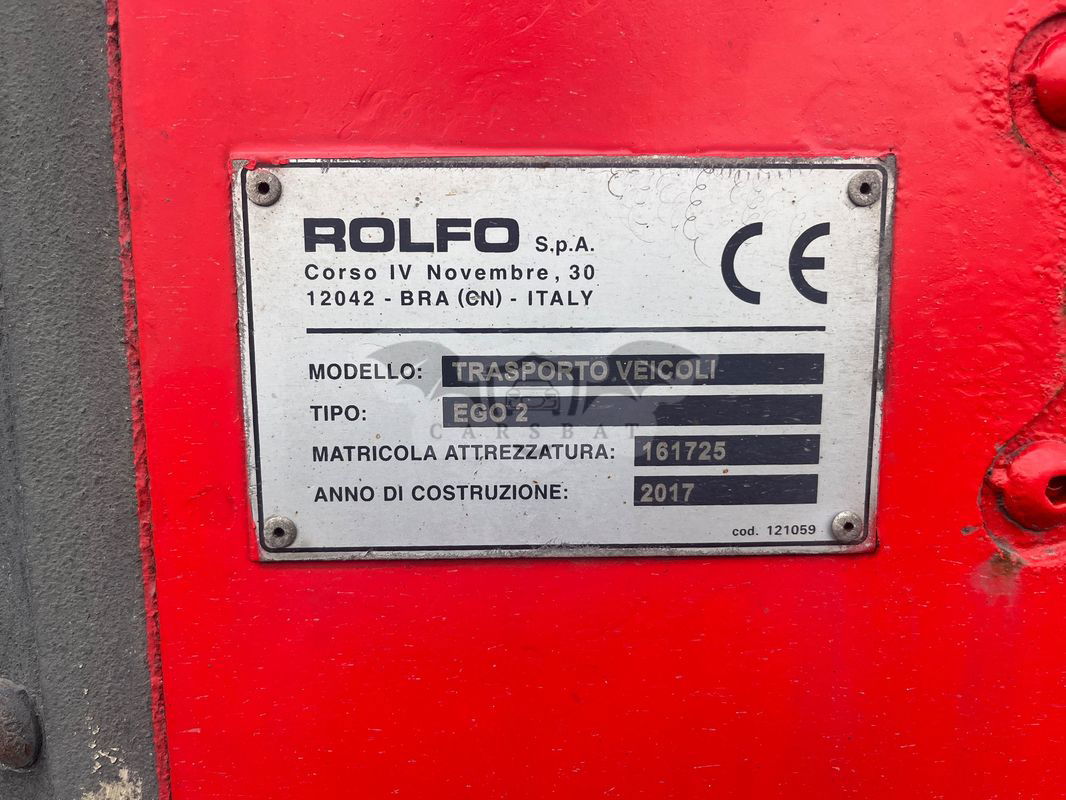 ROLFO S.p.A.
Corso IV Novembre, 30
12042 - BRA (CN) - ITALY
CE
MODELLO: TRASPORTO VEICOLI
TIPO: EGO 2
CARSBAT
MATRICOLA ATTREZZATURA: 161725
ANNO DI COSTRUZIONE: 2017
cod. 121059